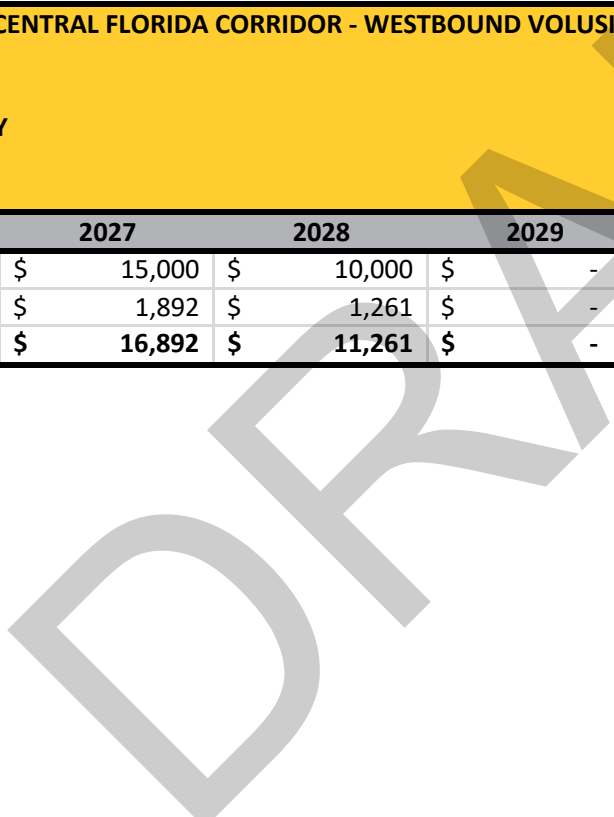 CENTRAL FLORIDA CORRIDOR - WESTBOUND VOLUSI
Y
2027 2028 2029
$ 15,000 $ 10,000 $ -
$ 1,892 $ 1,261 $ -
$ 16,892 $ 11,261 $ -
DRA